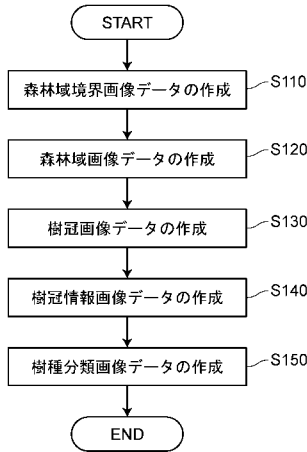 START
森林域境界画像データの作成 S110
森林域画像データの作成 S120
樹冠画像データの作成 S130
樹冠情報画像データの作成 S140
樹種分類画像データの作成 S150
END